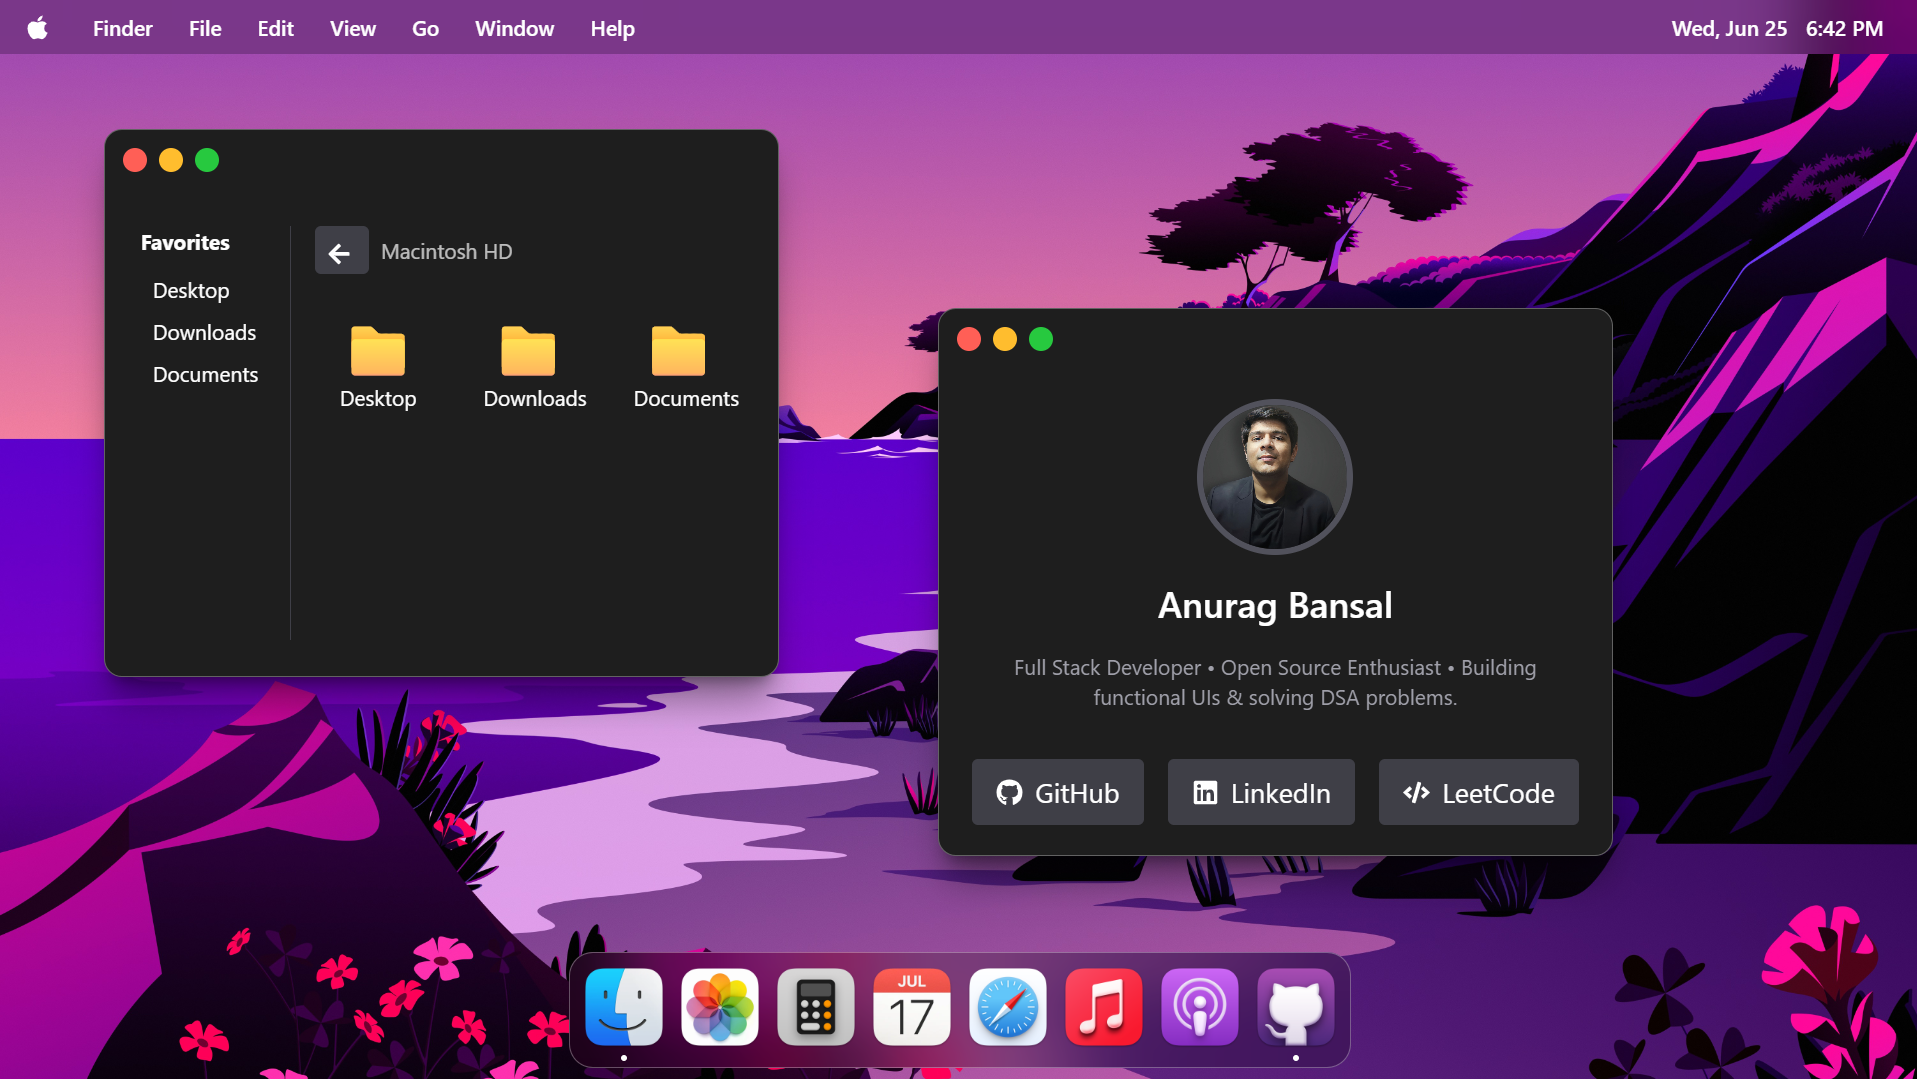 Finder File Edit View Go Window Help
Wed, Jun 25 6:42 PM
Favorites
Desktop
Downloads
Documents
Macintosh HD
Desktop
Downloads
Documents
Anurag Bansal
Full Stack Developer • Open Source Enthusiast • Building
functional UIs & solving DSA problems.
GitHub
LinkedIn
LeetCode
JUL
17